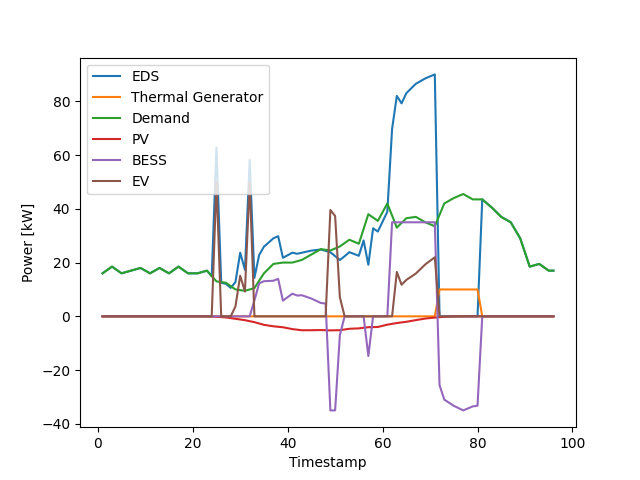 EDS
Thermal Generator
Demand
PV
BESS
EV
Power [kW]
80
60
40
20
0
−20
−40
0 20 40 60 80 100
Timestamp